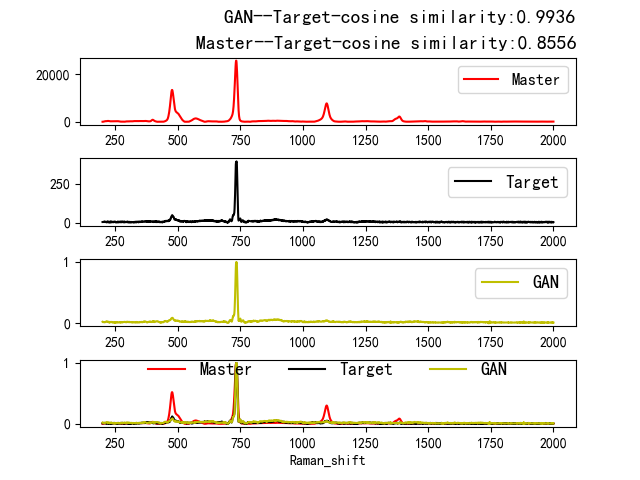 GAN--Target-cosine similarity:0.9936
Master--Target-cosine similarity:0.8556
20000
0
Master
250 500 750 1000 1250 1500 1750 2000
250
0
Target
250 500 750 1000 1250 1500 1750 2000
1
0
GAN
250 500 750 1000 1250 1500 1750 2000
1
0
Master Target GAN
250 500 750 1000 1250 1500 1750 2000
Raman_shift